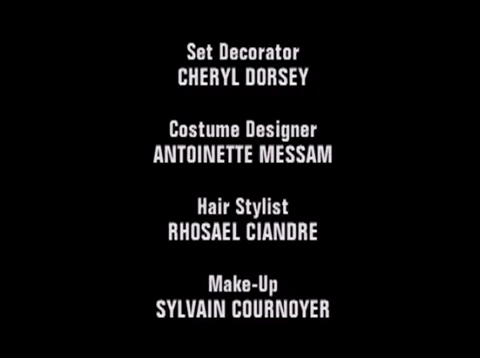 Set Decorator
CHERYL DORSEY
Costume Designer
ANTOINETTE MESSAM
Hair Stylist
RHOSAEL CIANDRE
Make-Up
SYLVAIN COURNOYER